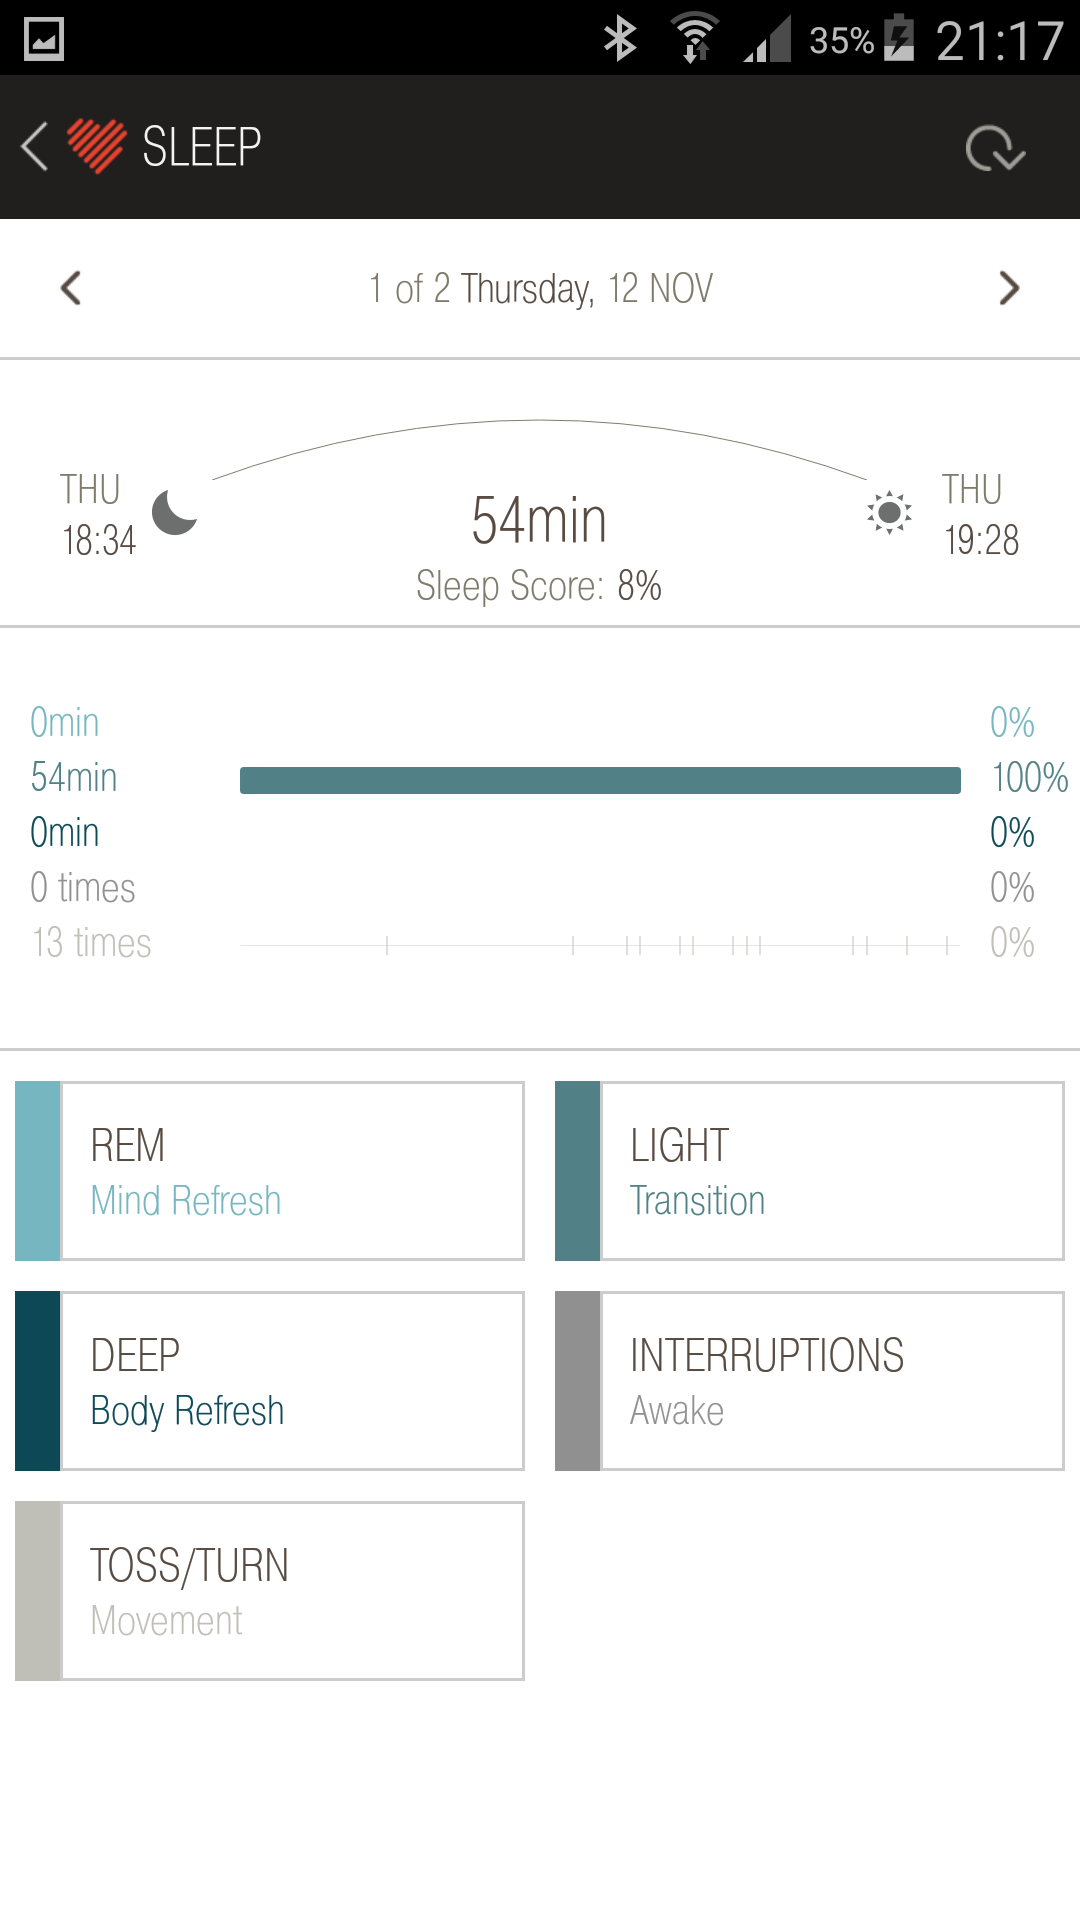 35% 21:17
SLEEP
1 of 2 Thursday, 12 NOV
THU
18:34
54min
Sleep Score: 8%
THU
19:28
0min 0%
54min 100%
0min 0%
0 times 0%
13 times 0%
REM
Mind Refresh
LIGHT
Transition
DEEP
Body Refresh
INTERRUPTIONS
Awake
TOSS/TURN
Movement